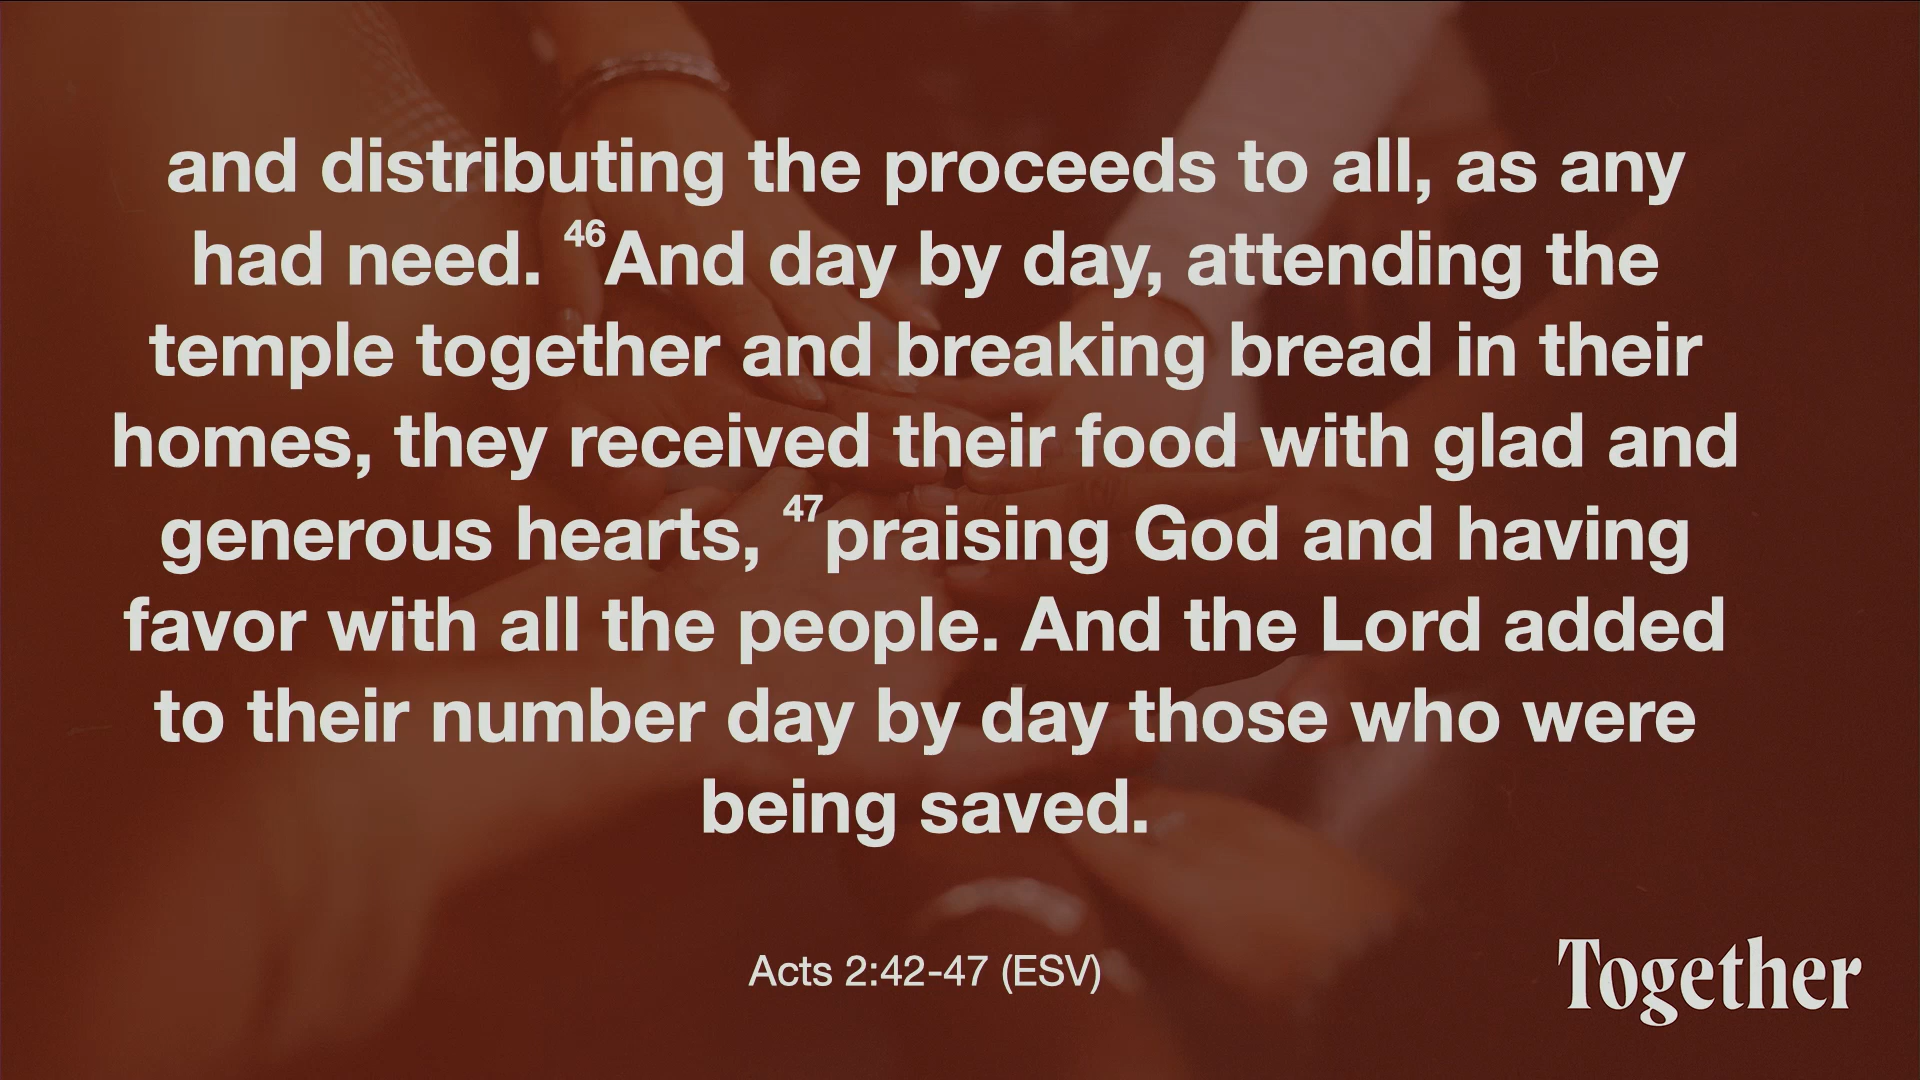 and distributing the proceeds to all, as any
had need. 46And day by day, attending the
temple together and breaking bread in their
homes, they received their food with glad and
generous hearts, 47praising God and having
favor with all the people. And the Lord added
to their number day by day those who were
being saved.
Acts 2:42-47 (ESV)
Together